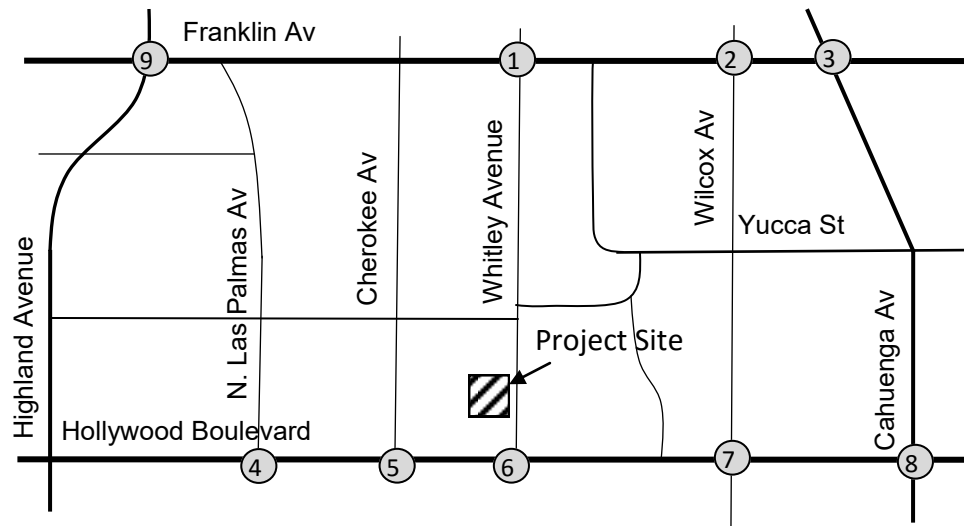 Franklin Av
9
1
2
3
Highland Avenue
N. Las Palmas Av
Cherokee Av
Whitley Avenue
Wilcox Av
Yucca St
Cahuenga Av
Project Site
Hollywood Boulevard
4
5
6
7
8